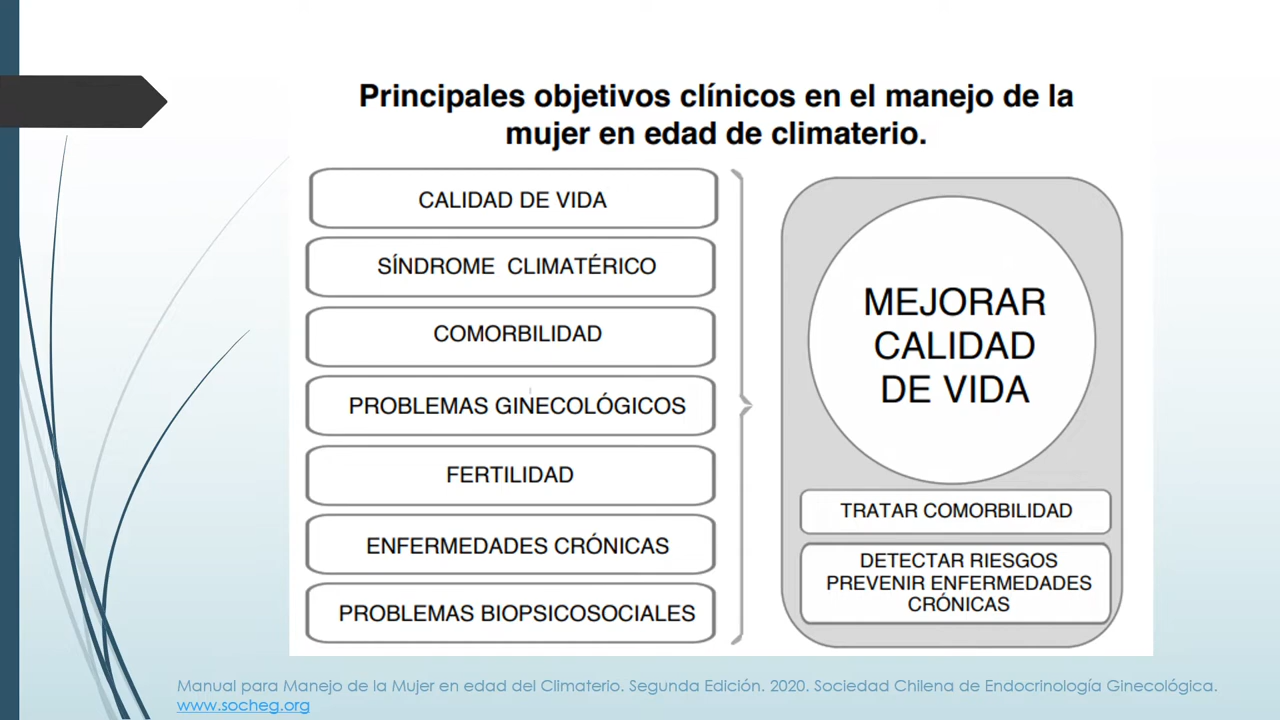 Principales objetivos clínicos en el manejo de la
mujer en edad de climaterio.
CALIDAD DE VIDA
SÍNDROME CLIMATÉRICO
COMORBILIDAD
PROBLEMAS GINECOLÓGICOS
FERTILIDAD
ENFERMEDADES CRÓNICAS
PROBLEMAS BIOPSICOSOCIALES
MEJORAR
CALIDAD
DE VIDA
TRATAR COMORBILIDAD
DETECTAR RIESGOS
PREVENIR ENFERMEDADES
CRÓNICAS
Manual para Manejo de la Mujer en edad del Climaterio. Segunda Edición. 2020. Sociedad Chilena de Endocrinología Ginecológica.
www.socheg.org